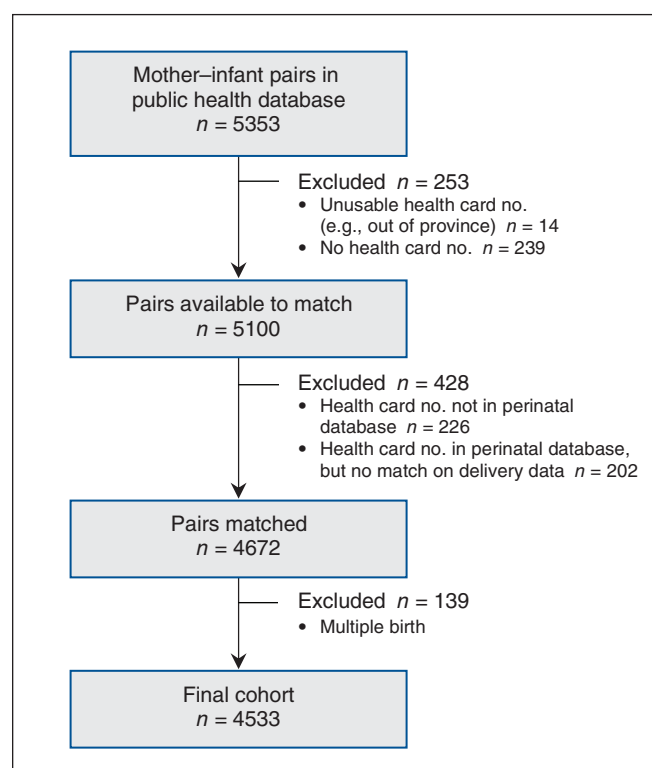 Mother–infant pairs in
public health database
n = 5353
Excluded n = 253
• Unusable health card no.
(e.g., out of province) n = 14
• No health card no. n = 239
Pairs available to match
n = 5100
Excluded n = 428
• Health card no. not in perinatal
database n = 226
• Health card no. in perinatal database,
but no match on delivery data n = 202
Pairs matched
n = 4672
Excluded n = 139
• Multiple birth
Final cohort
n = 4533